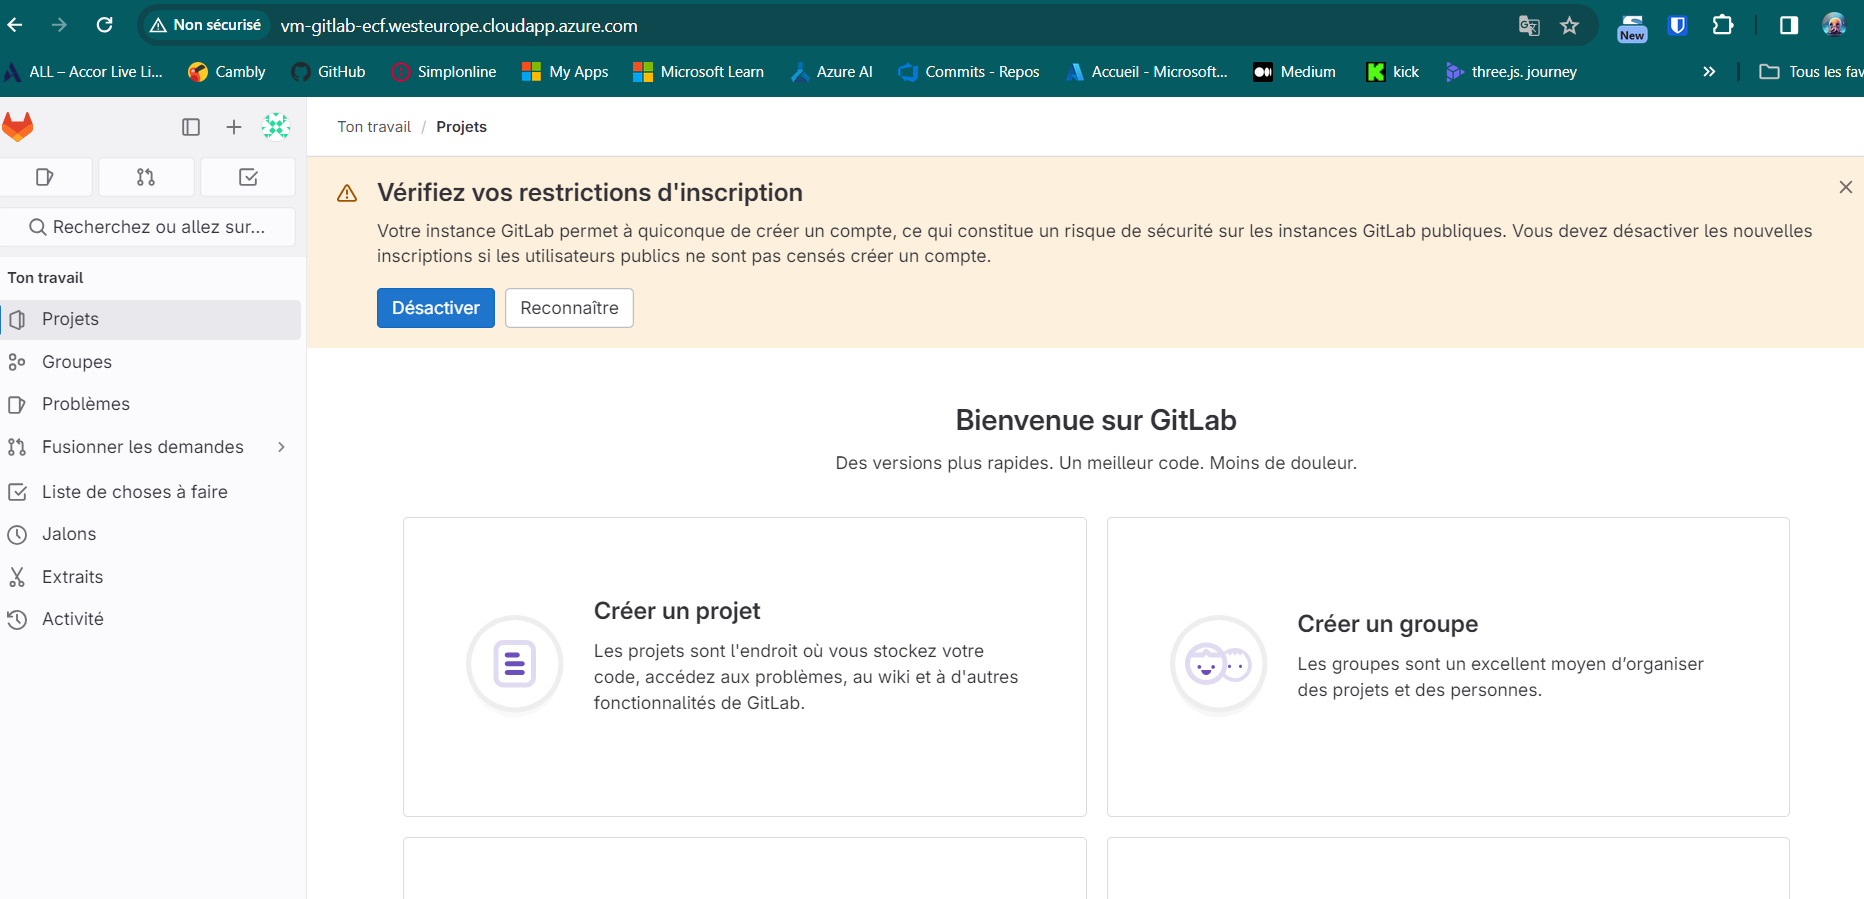 Non sécurisé vm-gitlab-ecf.westeurope.cloudapp.azure.com
New
ALL – Accor Live Li... Cambly GitHub Simplonline My Apps Microsoft Learn Azure AI Commits - Repos Accueil - Microsoft... Medium kick three.js. journey » Tous les fav
Ton travail / Projets
Recherchez ou allez sur...
Ton travail
Projets
Groupes
Problèmes
Fusionner les demandes
Liste de choses à faire
Jalons
Extraits
Activité
Vérifiez vos restrictions d'inscription
Votre instance GitLab permet à quiconque de créer un compte, ce qui constitue un risque de sécurité sur les instances GitLab publiques. Vous devez désactiver les nouvelles
inscriptions si les utilisateurs publics ne sont pas censés créer un compte.
Désactiver Reconnaître
Bienvenue sur GitLab
Des versions plus rapides. Un meilleur code. Moins de douleur.
Créer un projet
Les projets sont l'endroit où vous stockez votre
code, accédez aux problèmes, au wiki et à d'autres
fonctionnalités de GitLab.
Créer un groupe
Les groupes sont un excellent moyen d’organiser
des projets et des personnes.